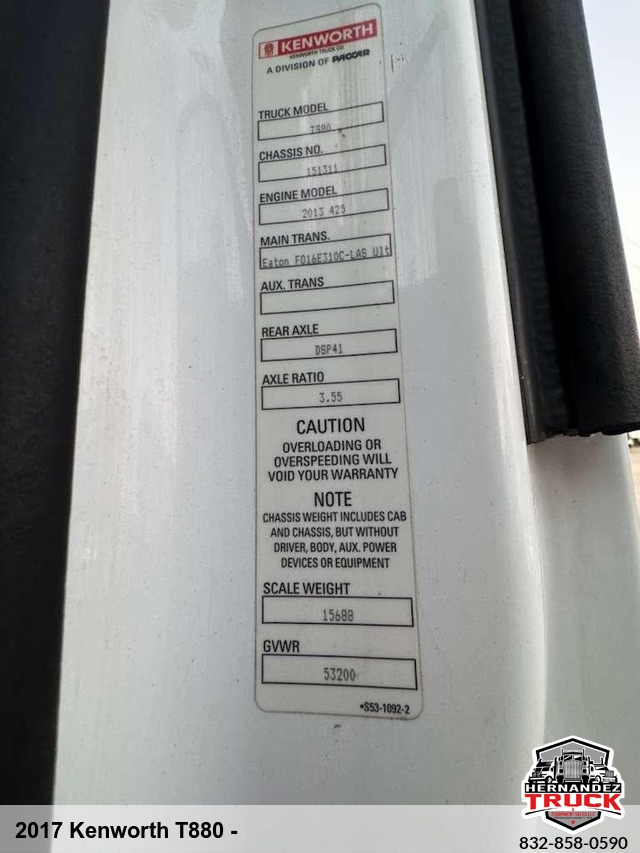 KENWORTH
KENWORTH TRUCK CO.
A DIVISION OF PACCAR
TRUCK MODEL
T880
CHASSIS NO.
151311
ENGINE MODEL
2013 425
MAIN TRANS.
Eaton FO16E310C-LAS Ult
AUX. TRANS
REAR AXLE
DSP41
AXLE RATIO
3.55
CAUTION
OVERLOADING OR
OVERSPEEDING WILL
VOID YOUR WARRANTY
NOTE
CHASSIS WEIGHT INCLUDES CAB
AND CHASSIS, BUT WITHOUT
DRIVER, BODY, AUX. POWER
DEVICES OR EQUIPMENT
SCALE WEIGHT
15688
GVWR
53200
*S53-1092-2
HERNANDEZ
TRUCK
EQUIPMENT SALES LLC
2017 Kenworth T880 -
832-858-0590